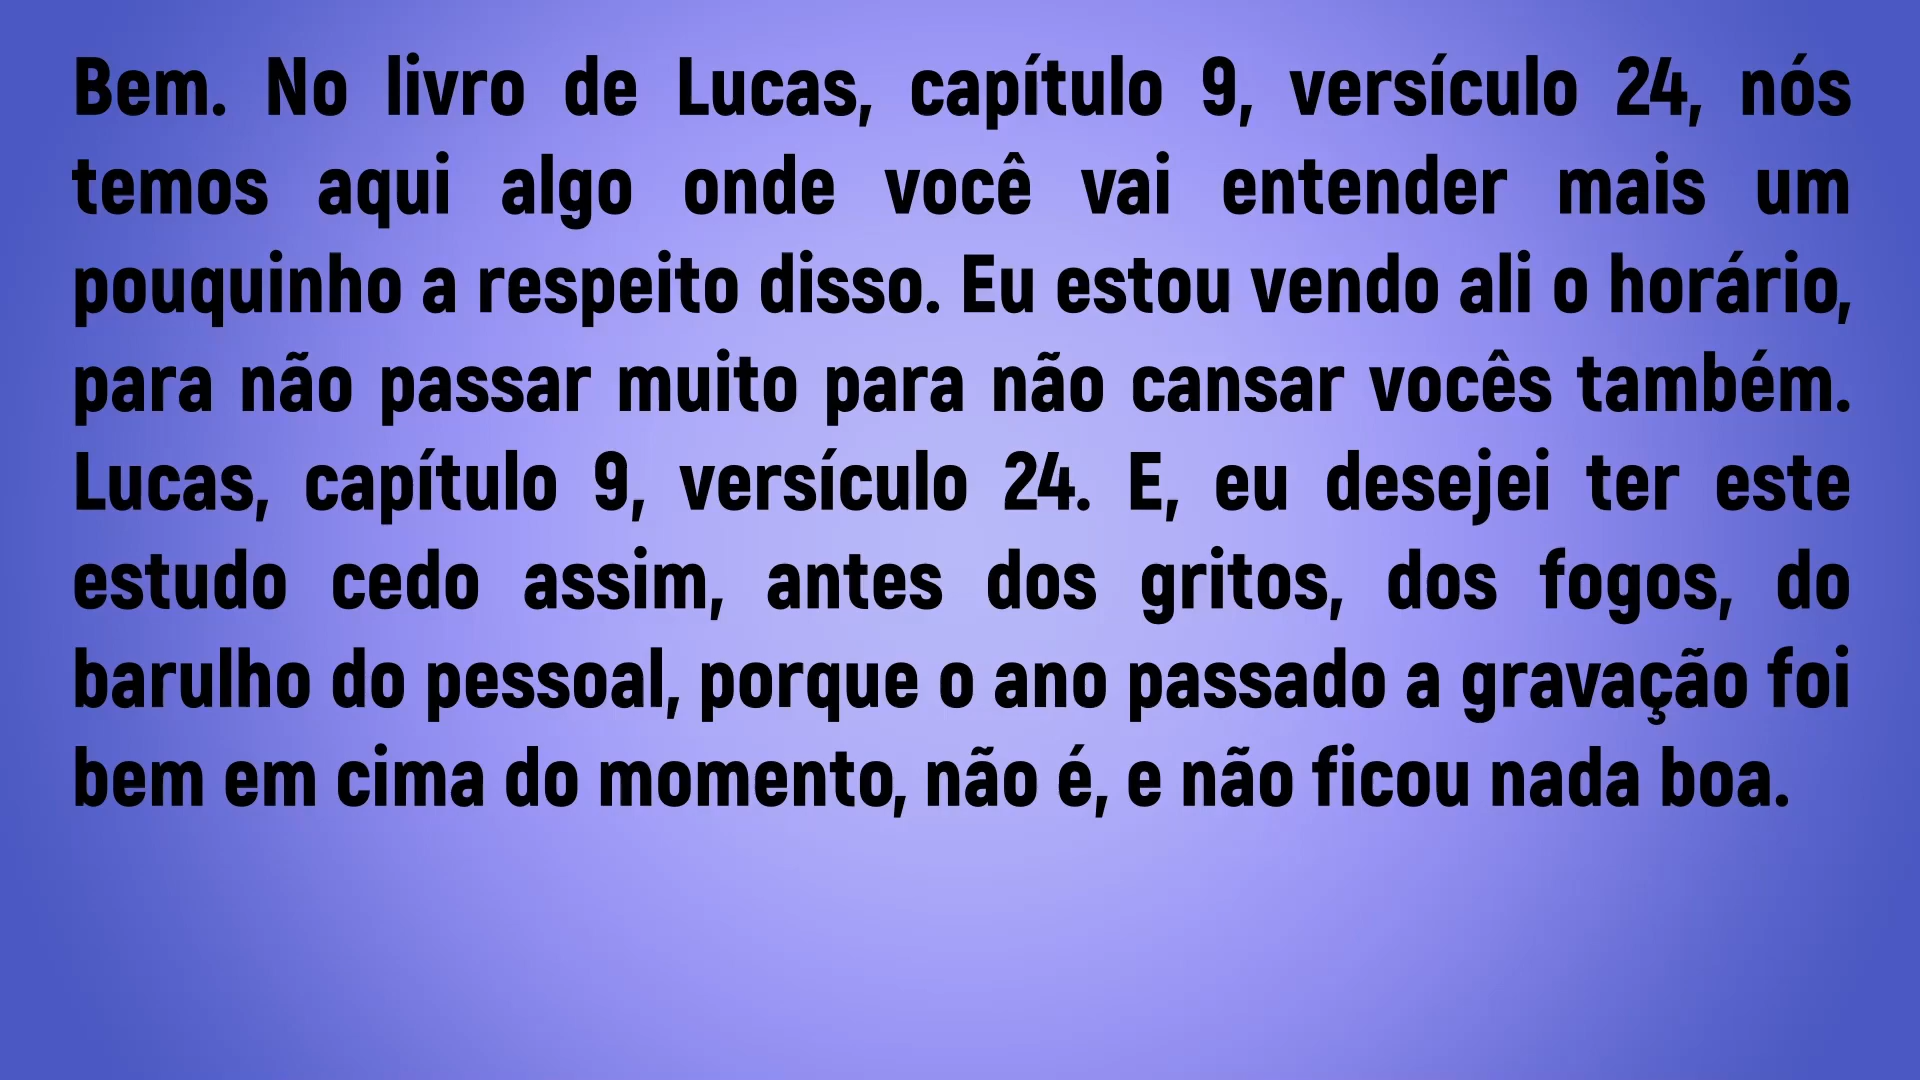 Bem. No livro de Lucas, capítulo 9, versículo 24, nós
temos aqui algo onde você vai entender mais um
pouquinho a respeito disso. Eu estou vendo ali o horário,
para não passar muito para não cansar vocês também.
Lucas, capítulo 9, versículo 24. E, eu desejei ter este
estudo cedo assim, antes dos gritos, dos fogos, do
barulho do pessoal, porque o ano passado a gravação foi
bem em cima do momento, não é, e não ficou nada boa.